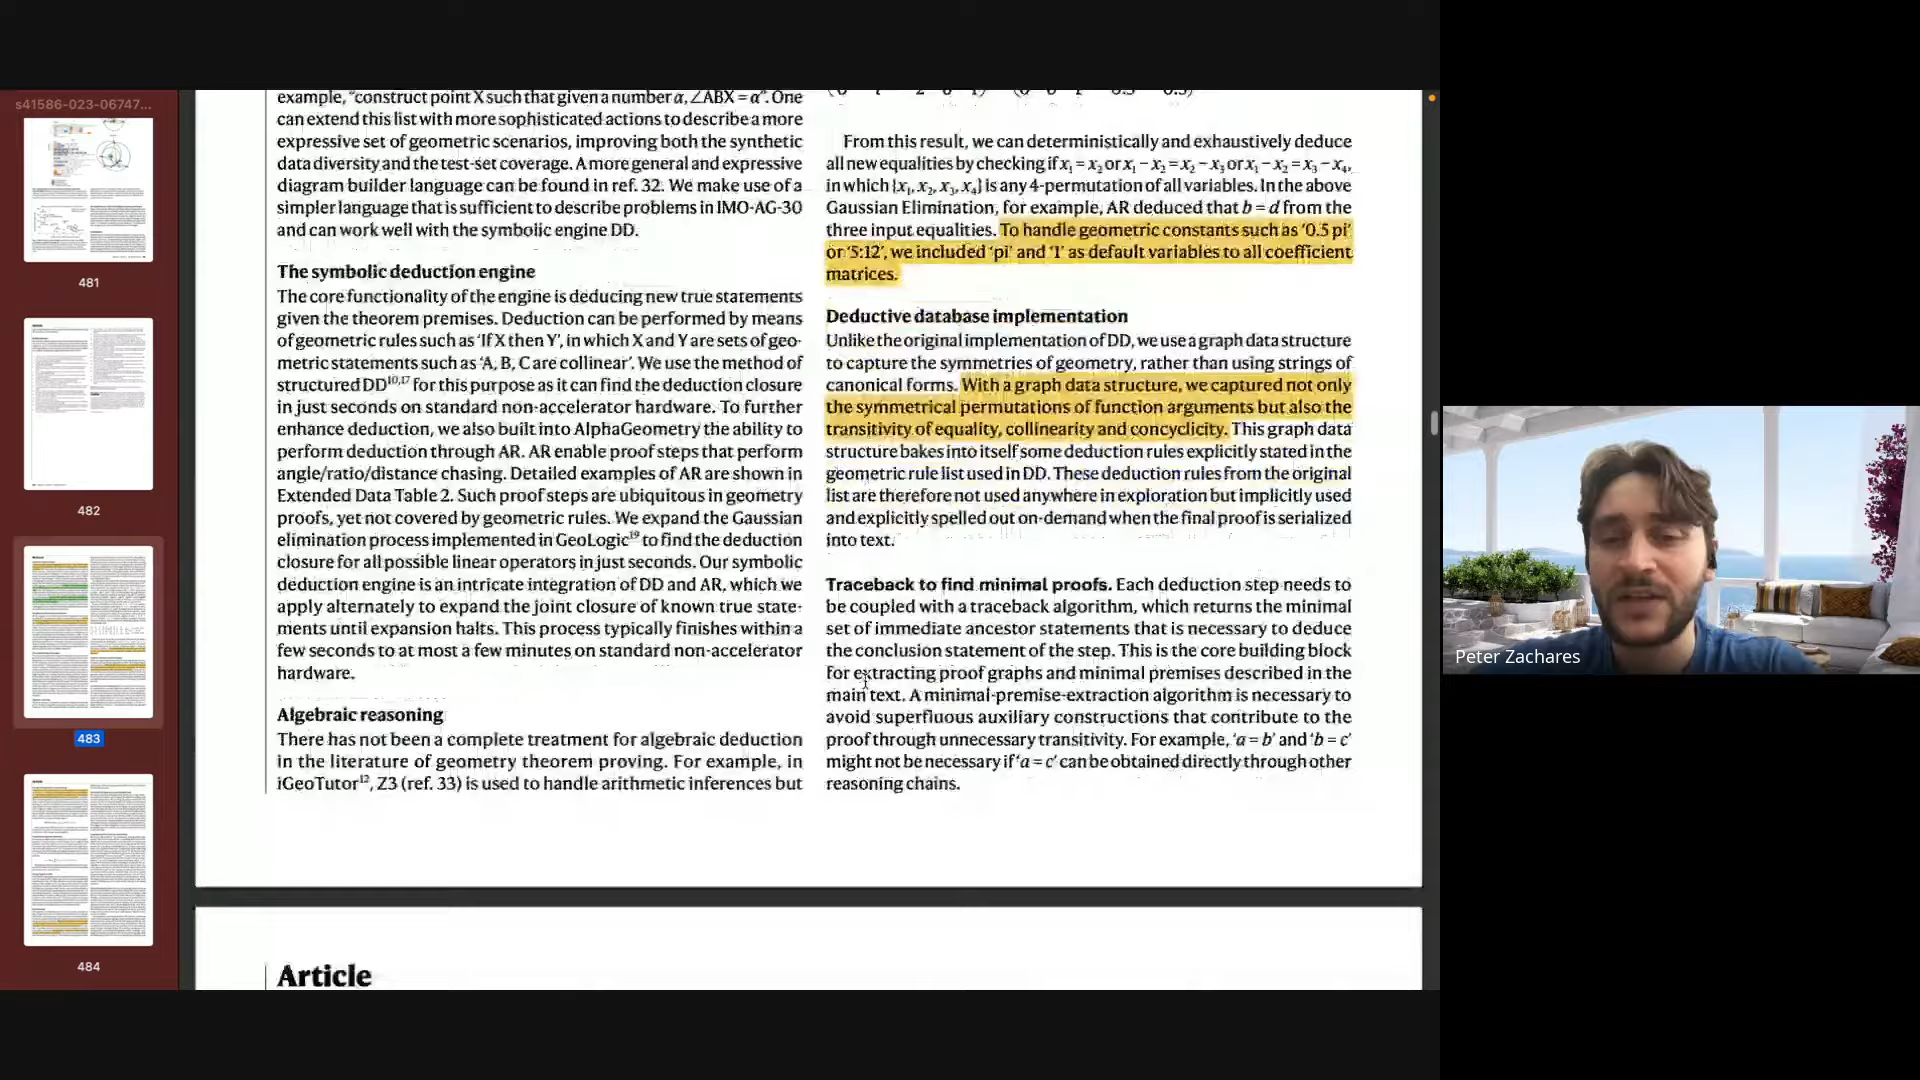 s41586-023-06747...
481
482
483
484
example, “construct point X such that given a number α, ∠ABX = α”. One
can extend this list with more sophisticated actions to describe a more
expressive set of geometric scenarios, improving both the synthetic
data diversity and the test-set coverage. A more general and expressive
diagram builder language can be found in ref. 32. We make use of a
simpler language that is sufficient to describe problems in IMO-AG-30
and can work well with the symbolic engine DD.
The symbolic deduction engine
The core functionality of the engine is deducing new true statements
given the theorem premises. Deduction can be performed by means
of geometric rules such as ‘If X then Y’, in which X and Y are sets of geo-
metric statements such as ‘A, B, C are collinear’. We use the method of
structured DD10,17 for this purpose as it can find the deduction closure
in just seconds on standard non-accelerator hardware. To further
enhance deduction, we also built into AlphaGeometry the ability to
perform deduction through AR. AR enable proof steps that perform
angle/ratio/distance chasing. Detailed examples of AR are shown in
Extended Data Table 2. Such proof steps are ubiquitous in geometry
proofs, yet not covered by geometric rules. We expand the Gaussian
elimination process implemented in GeoLogic19 to find the deduction
closure for all possible linear operators in just seconds. Our symbolic
deduction engine is an intricate integration of DD and AR, which we
apply alternately to expand the joint closure of known true state-
ments until expansion halts. This process typically finishes within a
few seconds to at most a few minutes on standard non-accelerator
hardware.
Algebraic reasoning
There has not been a complete treatment for algebraic deduction
in the literature of geometry theorem proving. For example, in
iGeoTutor12, Z3 (ref. 33) is used to handle arithmetic inferences but
From this result, we can deterministically and exhaustively deduce
all new equalities by checking if x1 = x2 or x1 − x2 = x2 − x3 or x1 − x2 = x3 − x4,
in which {x1, x2, x3, x4} is any 4-permutation of all variables. In the above
Gaussian Elimination, for example, AR deduced that b = d from the
three input equalities. To handle geometric constants such as ‘0.5 pi’
or ‘5:12’, we included ‘pi’ and ‘1’ as default variables to all coefficient
matrices.
Deductive database implementation
Unlike the original implementation of DD, we use a graph data structure
to capture the symmetries of geometry, rather than using strings of
canonical forms. With a graph data structure, we captured not only
the symmetrical permutations of function arguments but also the
transitivity of equality, collinearity and concyclicity. This graph data
structure bakes into itself some deduction rules explicitly stated in the
geometric rule list used in DD. These deduction rules from the original
list are therefore not used anywhere in exploration but implicitly used
and explicitly spelled out on-demand when the final proof is serialized
into text.
Traceback to find minimal proofs. Each deduction step needs to
be coupled with a traceback algorithm, which returns the minimal
set of immediate ancestor statements that is necessary to deduce
the conclusion statement of the step. This is the core building block
for extracting proof graphs and minimal premises described in the
main text. A minimal-premise-extraction algorithm is necessary to
avoid superfluous auxiliary constructions that contribute to the
proof through unnecessary transitivity. For example, ‘a = b’ and ‘b = c’
might not be necessary if ‘a = c’ can be obtained directly through other
reasoning chains.
Article
Peter Zachares